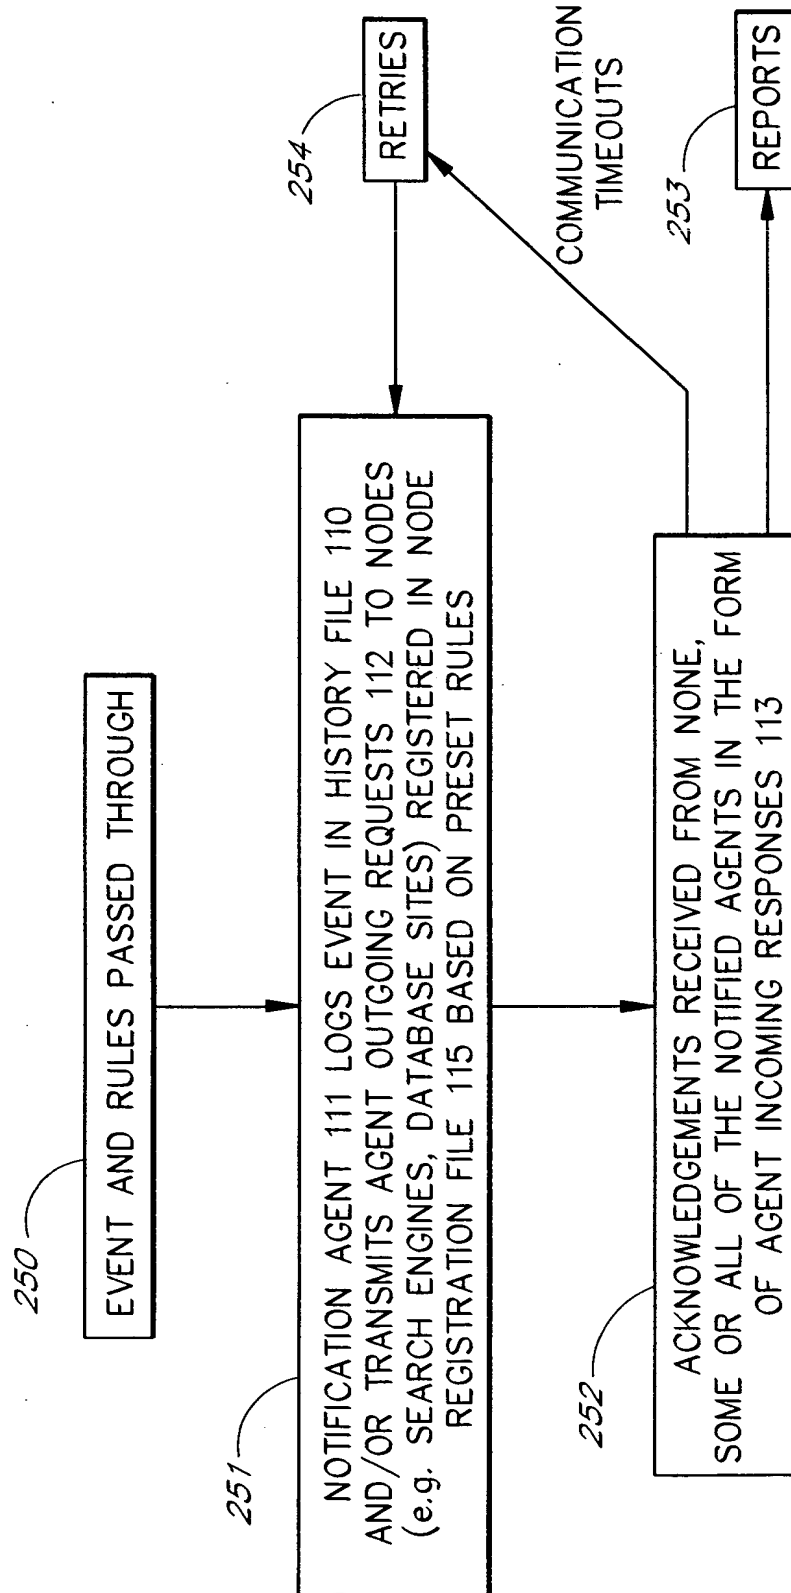 250
EVENT AND RULES PASSED THROUGH
251
NOTIFICATION AGENT 111 LOGS EVENT IN HISTORY FILE 110
AND/OR TRANSMITS AGENT OUTGOING REQUESTS 112 TO NODES
(e.g. SEARCH ENGINES, DATABASE SITES) REGISTERED IN NODE
REGISTRATION FILE 115 BASED ON PRESET RULES
254
RETRIES
252
ACKNOWLEDGEMENTS RECEIVED FROM NONE,
SOME OR ALL OF THE NOTIFIED AGENTS IN THE FORM
OF AGENT INCOMING RESPONSES 113
COMMUNICATION
TIMEOUTS
253
REPORTS